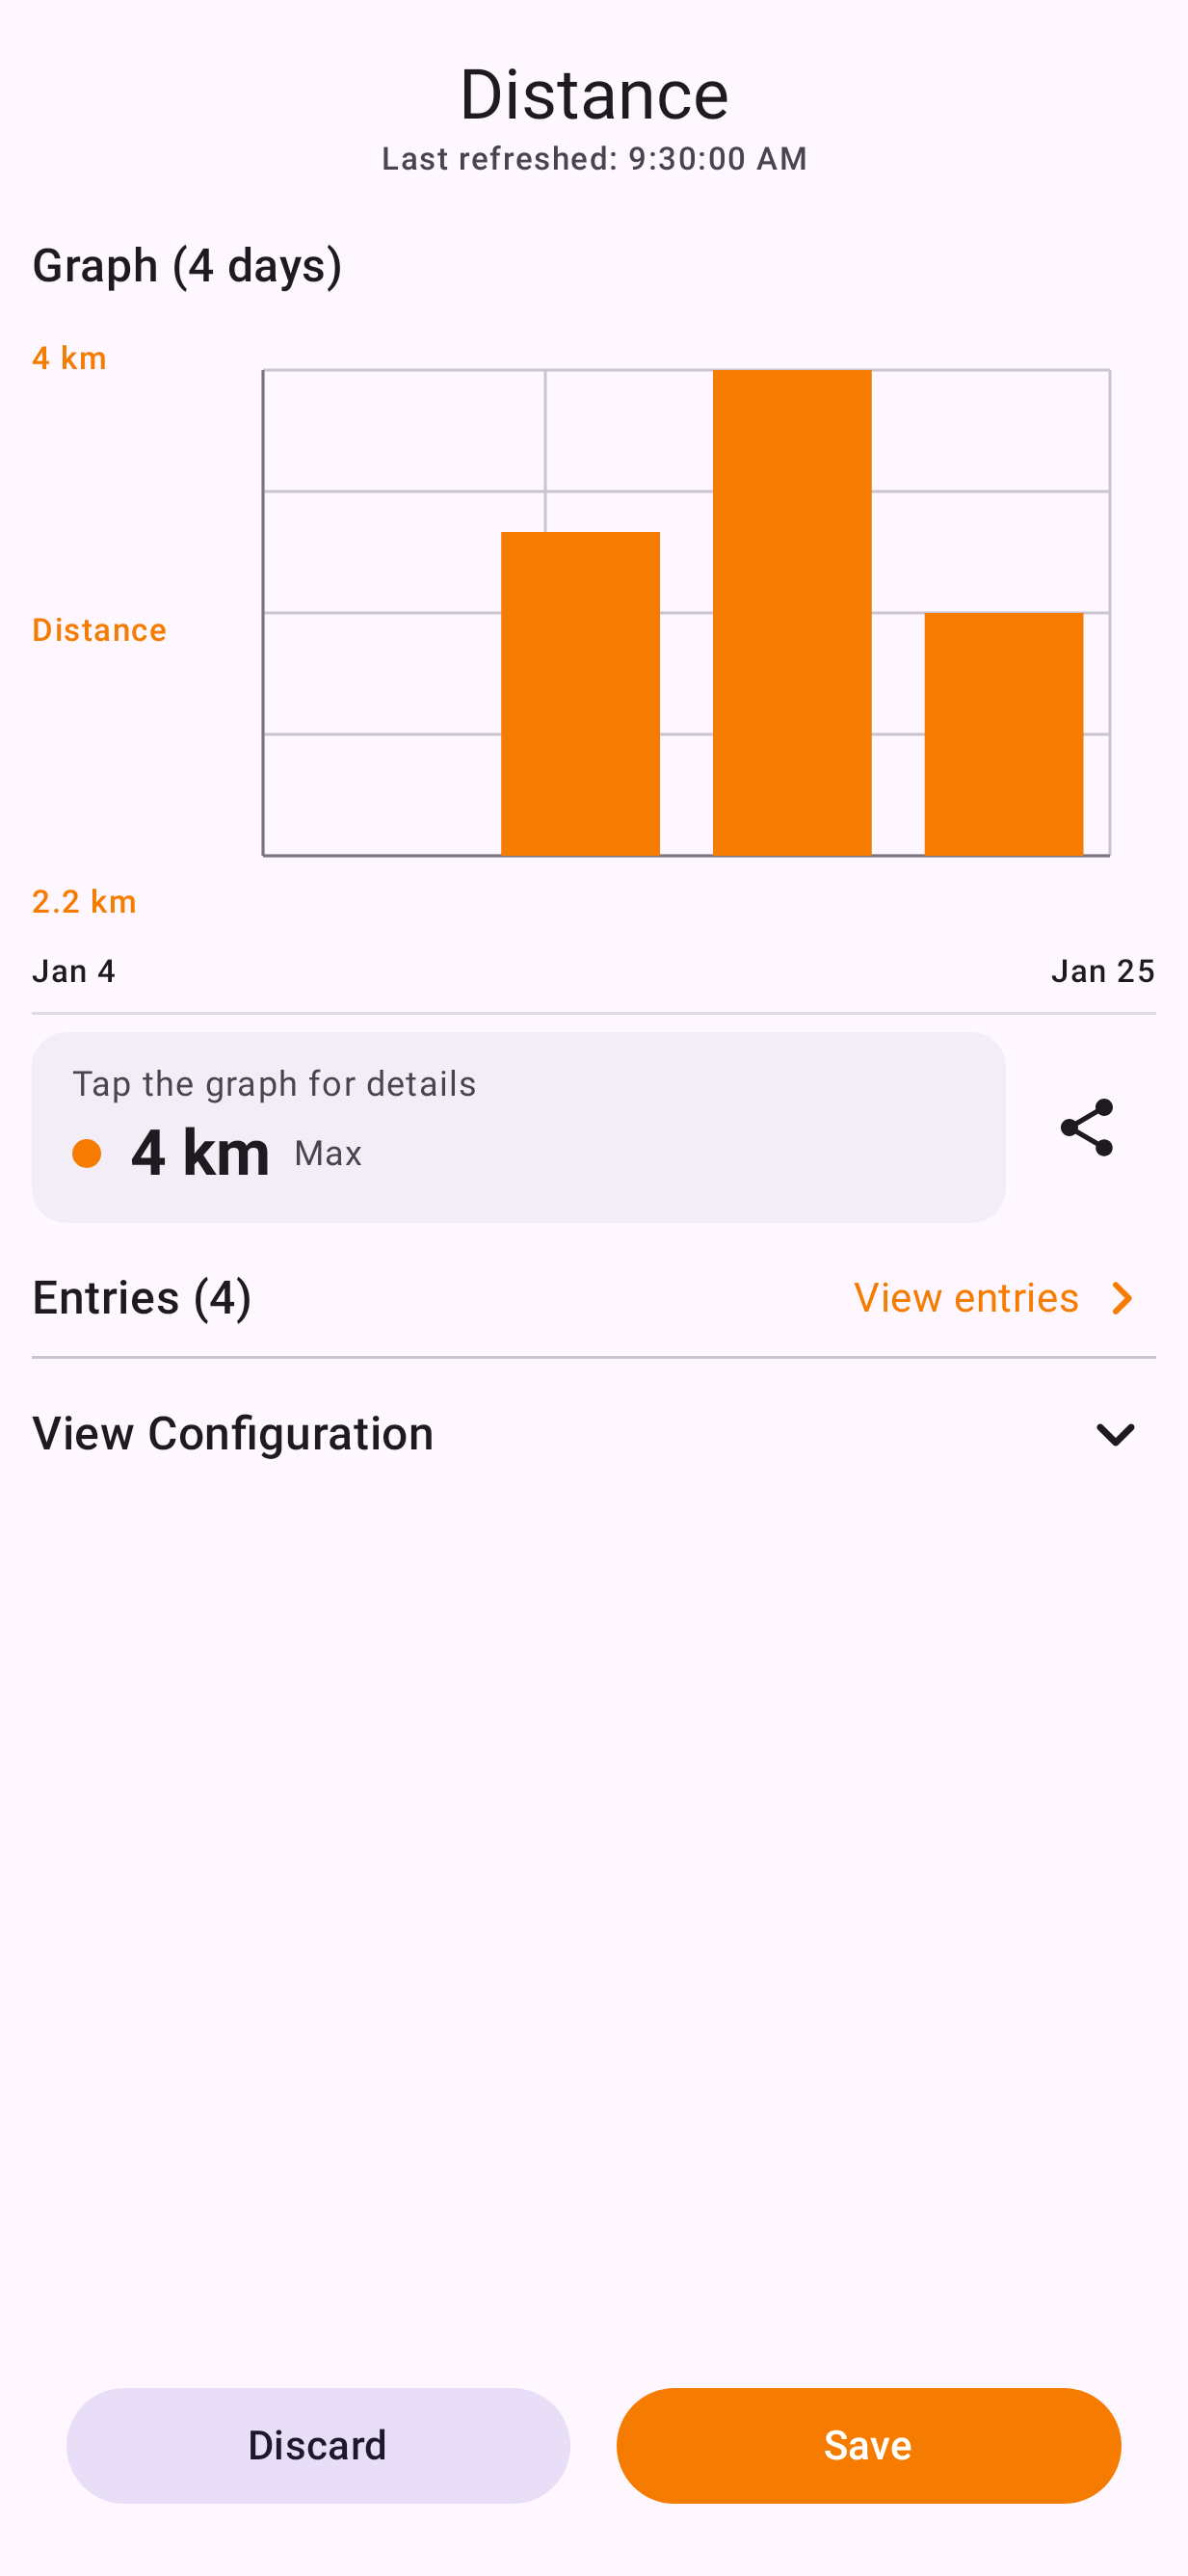 Distance
Last refreshed: 9:30:00 AM
Graph (4 days)
4 km
Distance
2.2 km
Jan 4
Jan 25
Tap the graph for details
4 km Max
Entries (4)
View entries
View Configuration
Discard
Save